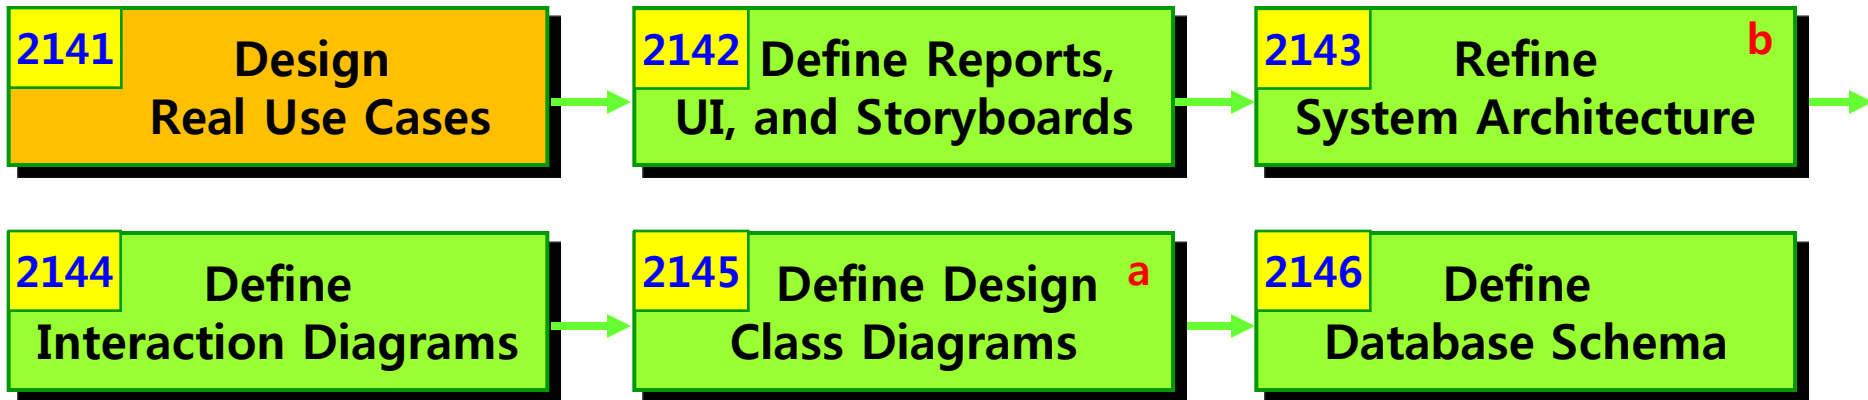 2141
Design
Real Use Cases
2142
Define Reports,
UI, and Storyboards
2143
Refine
b
System Architecture
2144
Define
Interaction Diagrams
2145
Define Design
a
Class Diagrams
2146
Define
Database Schema